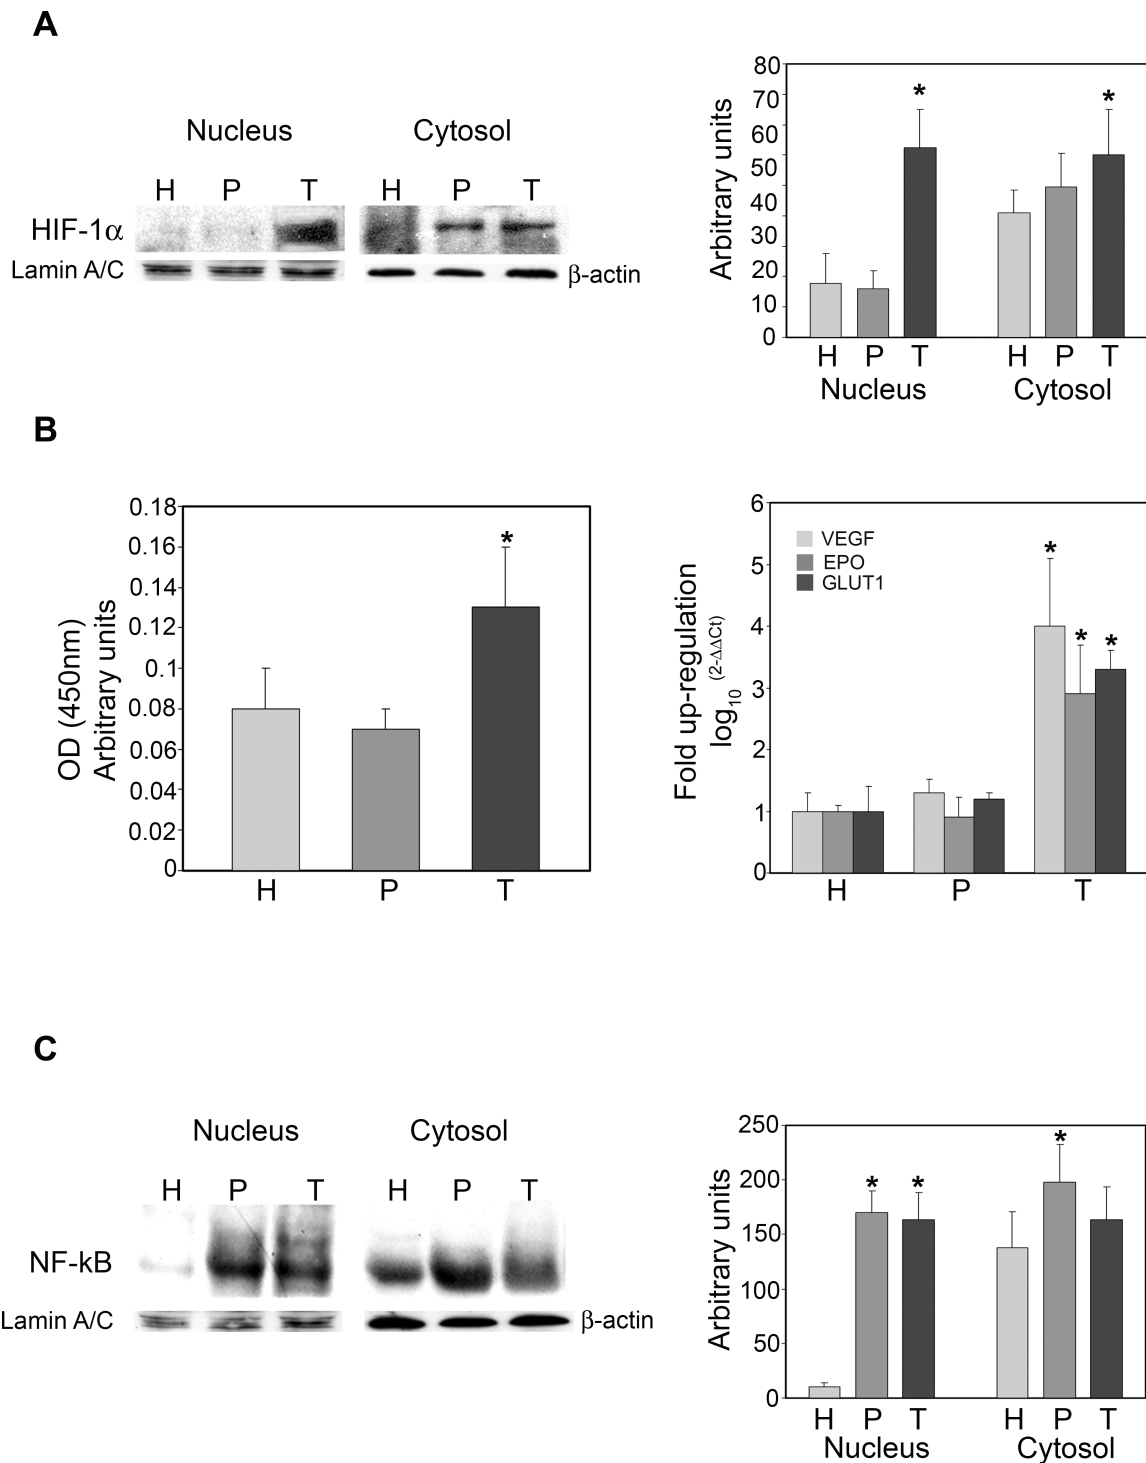 A
Nucleus
Cytosol
H P T
H P T
HIF-1α
Lamin A/C
β-actin
80
70
60
50
40
30
20
10
0
Arbitrary units
*
*
H P T
H P T
Nucleus
Cytosol
B
0.18
0.16
0.14
0.12
0.1
0.08
0.06
0.04
0.02
0
OD (450nm)
Arbitrary units
*
H P T
6
5
4
3
2
1
0
Fold up-regulation
log10 (2-ΔΔCt)
VEGF
EPO
GLUT1
*
*
*
H P T
C
Nucleus
Cytosol
H P T
H P T
NF-kB
Lamin A/C
β-actin
250
200
150
100
50
0
Arbitrary units
*
*
*
H P T
H P T
Nucleus
Cytosol